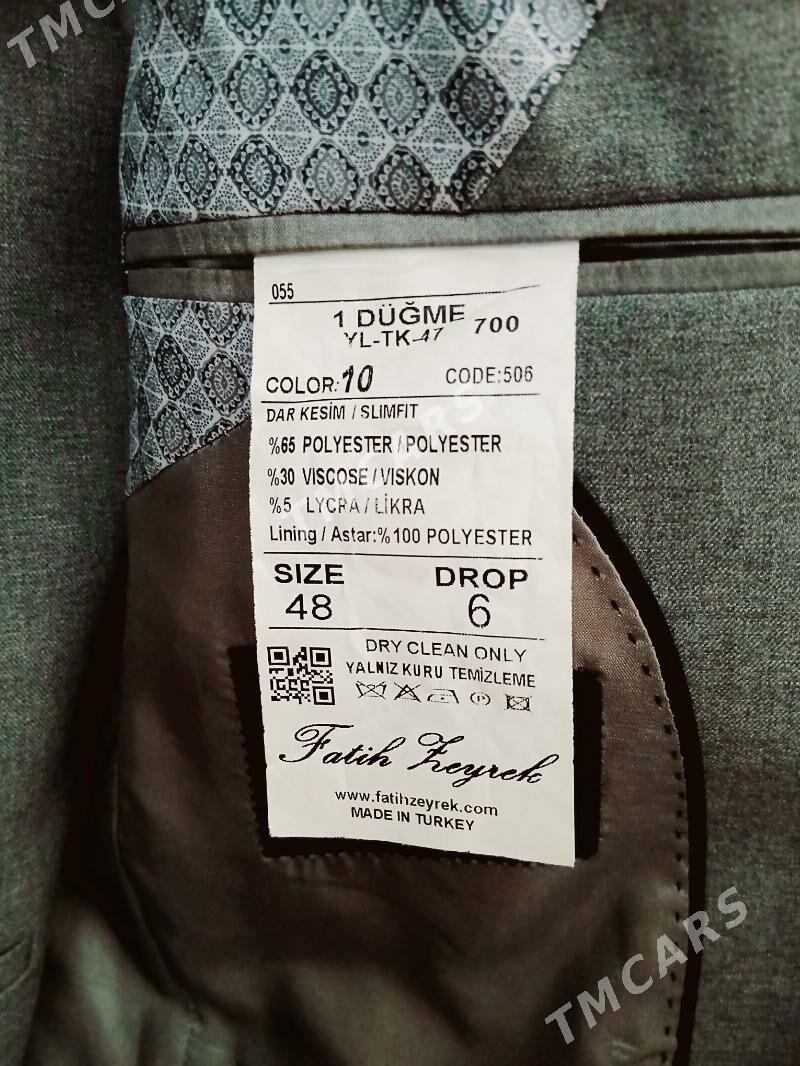 TMCARS
055
1 DÜĞME 700
YL-TK-47
COLOR:10 CODE:506
DAR KESİM / SLIMFIT
%65 POLYESTER / POLYESTER
%30 VISCOSE / VISKON
%5 LYCRA / LİKRA
Lining / Astar:%100 POLYESTER
SIZE DROP
48 6
DRY CLEAN ONLY
YALNIZ KURU TEMİZLEME
Fatih Zeyrek
www.fatihzeyrek.com
MADE IN TURKEY
TMCARS
TMCARS